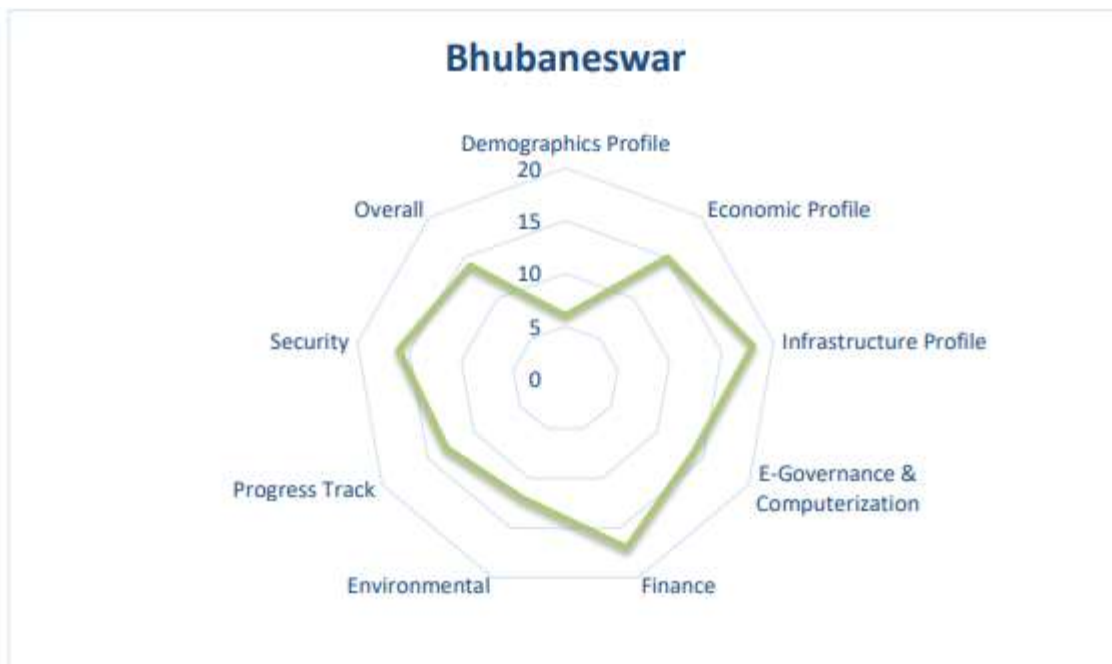 Bhubaneswar
Demographics Profile
20
Overall
Economic Profile
15
10
Security
Infrastructure Profile
5
0
E-Governance &
Computerization
Progress Track
Environmental
Finance